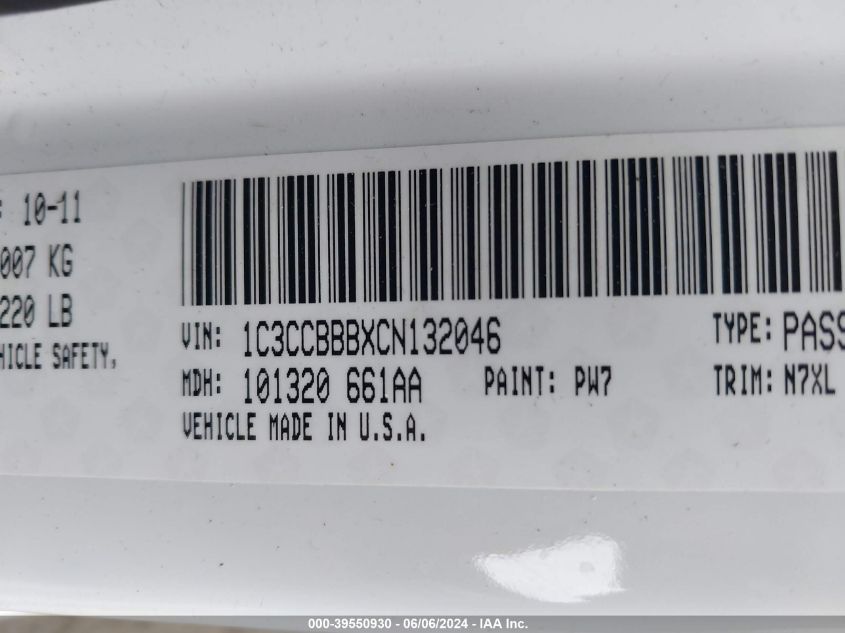 : 10-11
007 KG
220 LB
HICLE SAFETY,
VIN: 1C3CCBBBXCN132046 TYPE: PASS
MDH: 101320 661AA PAINT: PW7 TRIM: N7XL
VEHICLE MADE IN U.S.A.
000-39550930 - 06/06/2024 - IAA Inc.